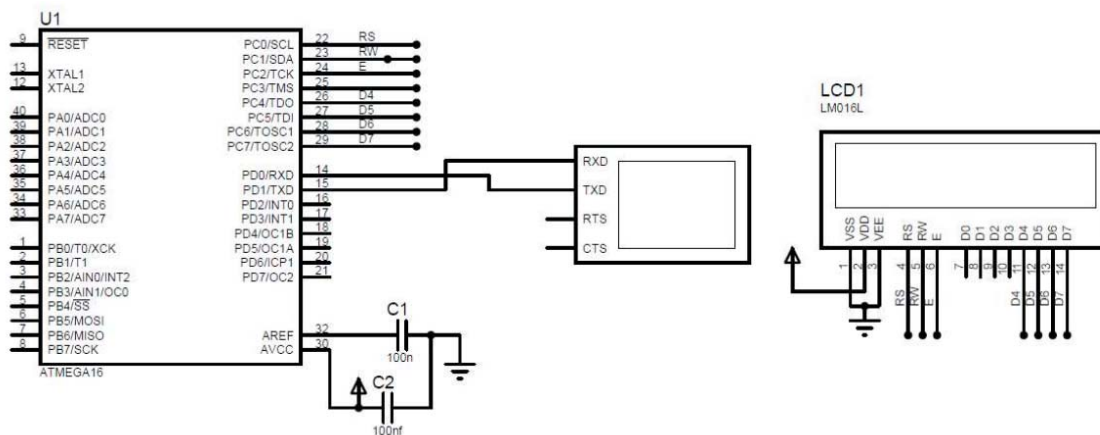 U1
9 RESET
13 XTAL1
12 XTAL2
40 PA0/ADC0
39 PA1/ADC1
38 PA2/ADC2
37 PA3/ADC3
36 PA4/ADC4
35 PA5/ADC5
34 PA6/ADC6
33 PA7/ADC7
1 PB0/T0/XCK
2 PB1/T1
3 PB2/AIN0/INT2
4 PB3/AIN1/OC0
5 PB4/SS
6 PB5/MOSI
7 PB6/MISO
8 PB7/SCK
PC0/SCL 22 RS
PC1/SDA 23 RW
PC2/TCK 24 E
PC3/TMS 25
PC4/TDO 26 D4
PC5/TDI 27 D5
PC6/TOSC1 28 D6
PC7/TOSC2 29 D7
PD0/RXD 14
PD1/TXD 15
PD2/INT0 16
PD3/INT1 17
PD4/OC1B 18
PD5/OC1A 19
PD6/ICP1 20
PD7/OC2 21
AREF 32
AVCC 30
ATMEGA16
C1
100n
C2
100nf
RXD
TXD
RTS
CTS
LCD1
LM016L
VSS VDD VEE RS RW E D0 D1 D2 D3 D4 D5 D6 D7
1 2 3 4 5 6 7 8 9 10 11 12 13 14
RS RW E D4 D5 D6 D7